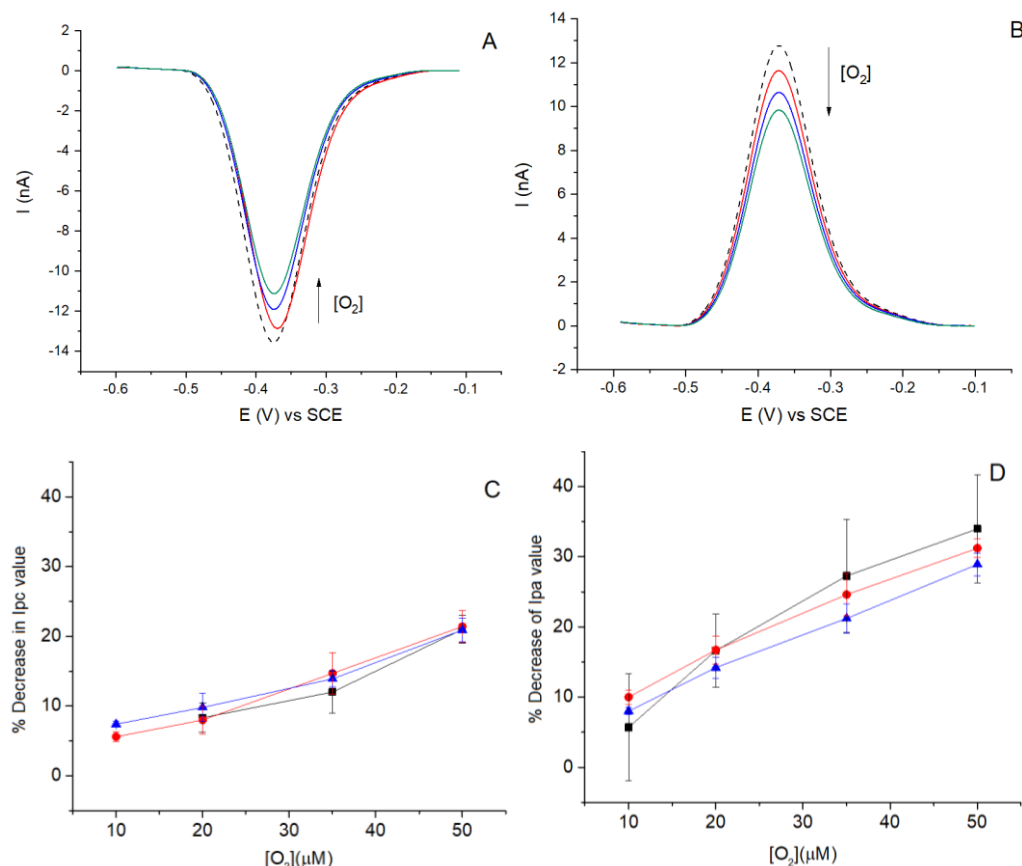 A
2
0
-2
-4
-6
-8
-10
-12
-14
I (nA)
[O2]
-0.6 -0.5 -0.4 -0.3 -0.2 -0.1
E (V) vs SCE
B
14
12
10
8
6
4
2
0
-2
I (nA)
[O2]
-0.6 -0.5 -0.4 -0.3 -0.2 -0.1
E (V) vs SCE
C
40
30
20
10
0
% Decrease in Ipc value
10 20 30 40 50
[O2](μM)
D
40
30
20
10
0
% Decrease of Ipa value
10 20 30 40 50
[O2](μM)